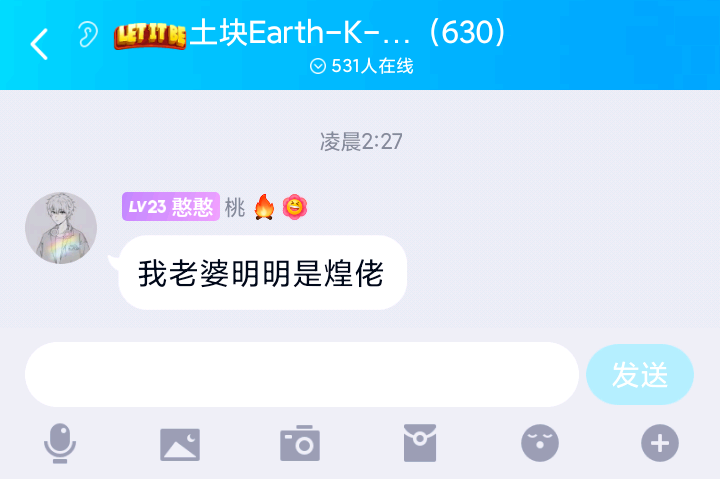 LET IT BE 土块Earth-K-...（630）
531人在线
凌晨2:27
LV23 憨憨 桃
我老婆明明是煌佬
发送